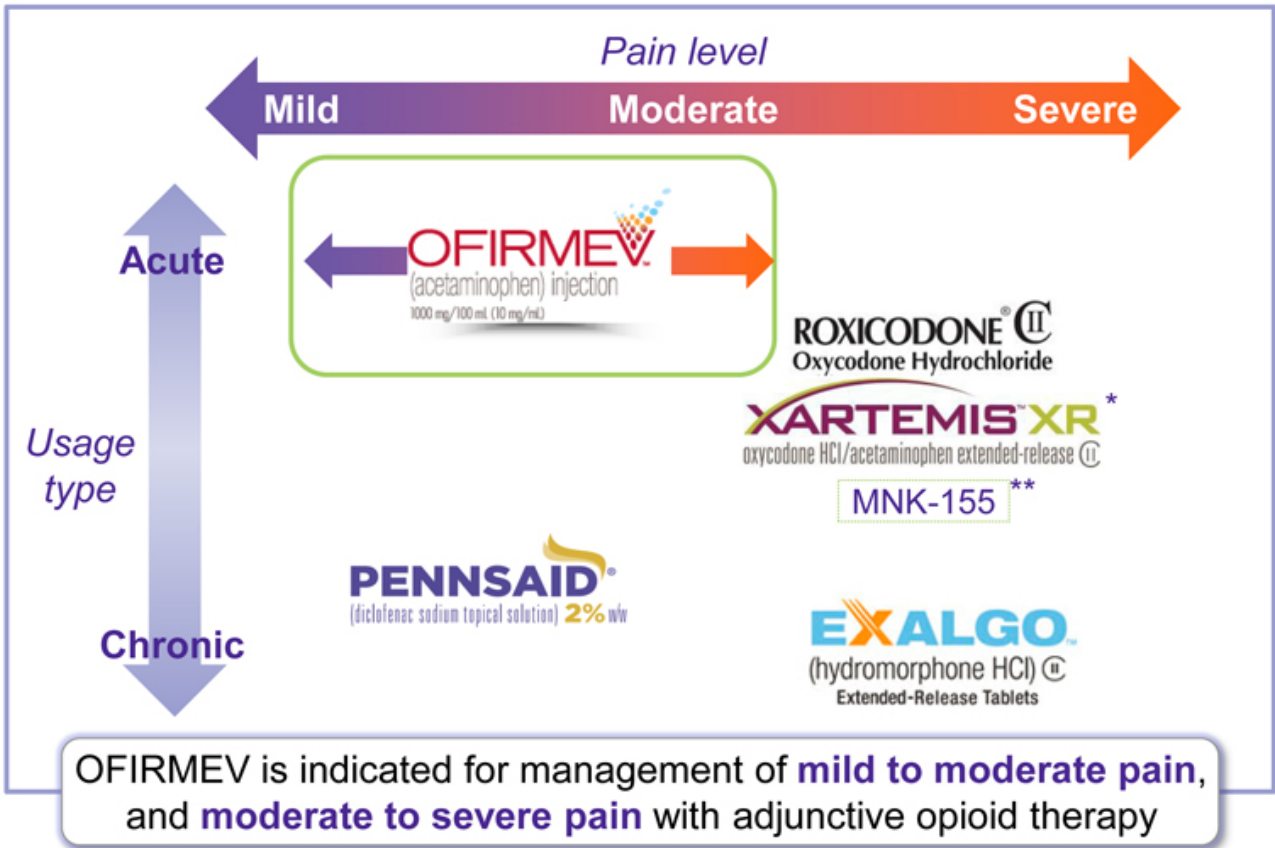 Pain level
Mild Moderate Severe
Acute
OFIRMEV™
(acetaminophen) injection
1000 mg/100 mL (10 mg/mL)
ROXICODONE® CII
Oxycodone Hydrochloride
XARTEMIS™ XR*
oxycodone HCl/acetaminophen extended-release CII
Usage
type
MNK-155**
PENNSAID®
(diclofenac sodium topical solution) 2% w/w
Chronic
EXALGO™
(hydromorphone HCl) CII
Extended-Release Tablets
OFIRMEV is indicated for management of mild to moderate pain,
and moderate to severe pain with adjunctive opioid therapy